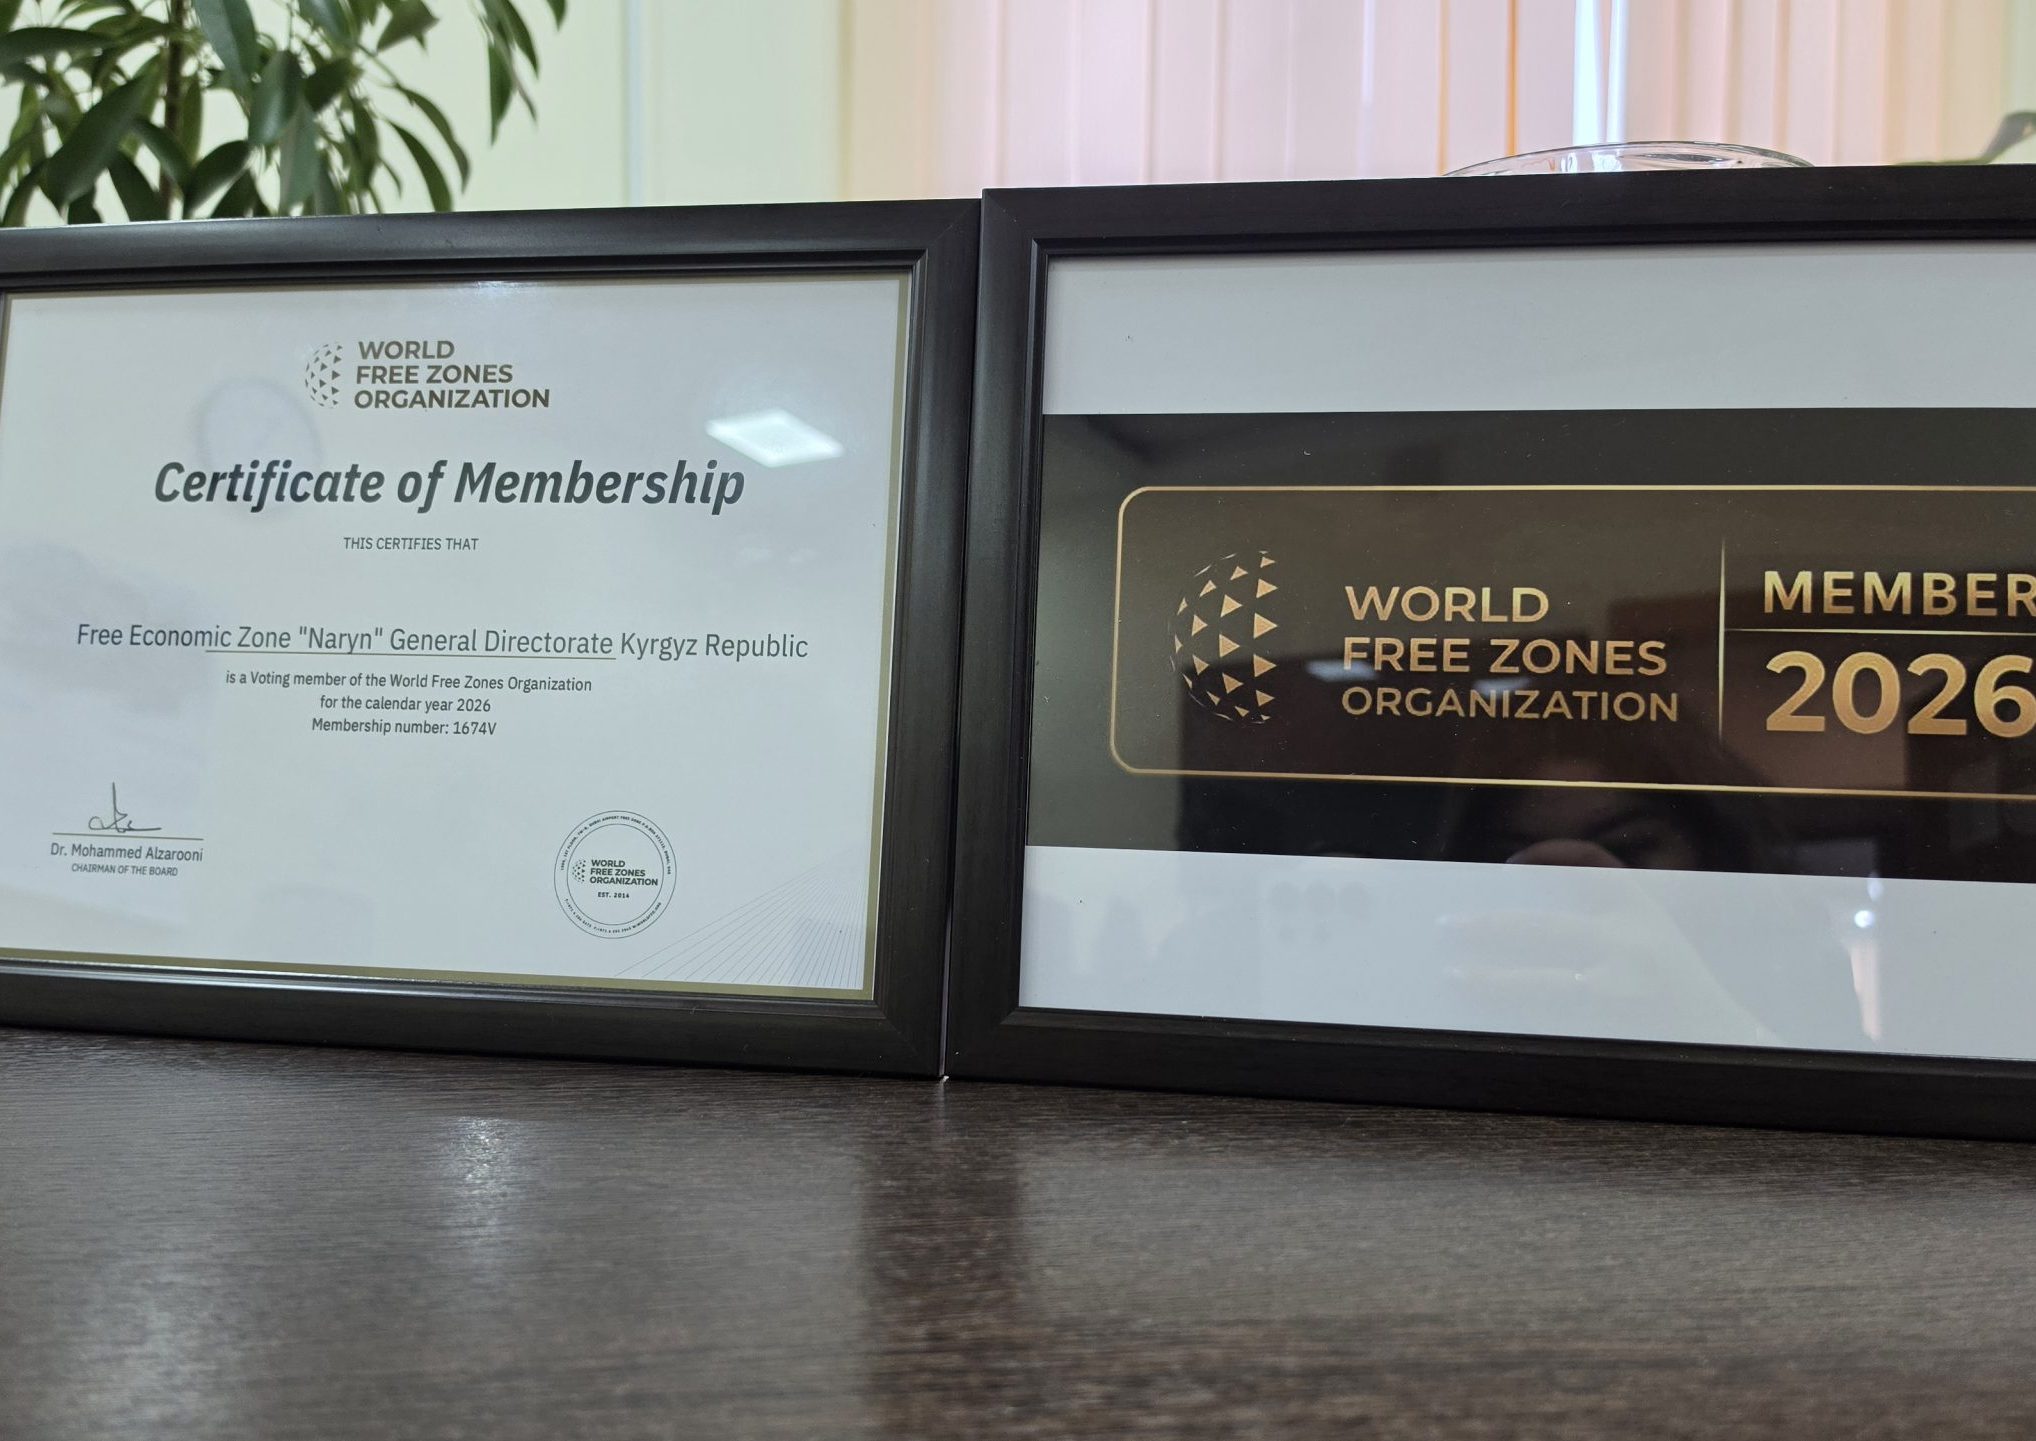 WORLD
FREE ZONES
ORGANIZATION
Certificate of Membership
THIS CERTIFIES THAT
Free Economic Zone "Naryn" General Directorate Kyrgyz Republic
is a Voting member of the World Free Zones Organization
for the calendar year 2026
Membership number: 1674V
Dr. Mohammed Alzarooni
CHAIRMAN OF THE BOARD
WORLD
FREE ZONES
ORGANIZATION
EST. 2014
WORLD
FREE ZONES
ORGANIZATION
MEMBER
2026